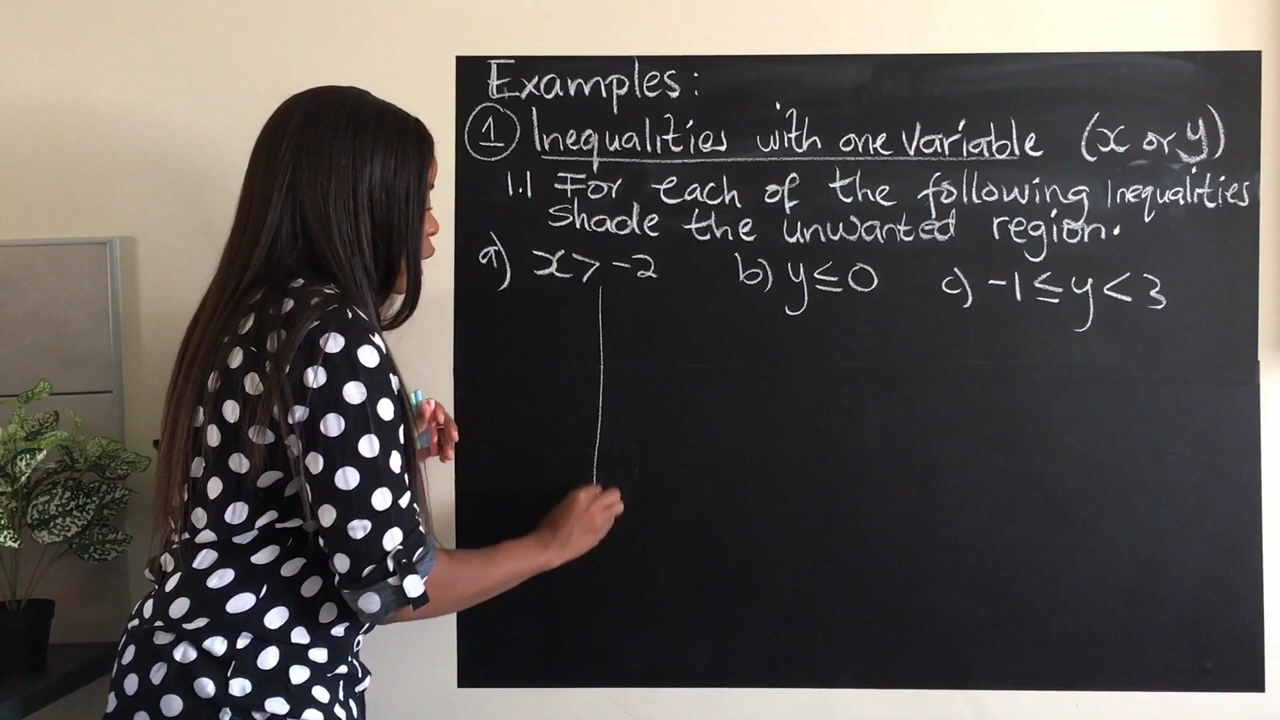 Examples:
1 Inequalities with one variable (x or y)
1.1 For each of the following inequalities
shade the unwanted region.
a) x > -2 b) y ≤ 0 c) -1 ≤ y < 3